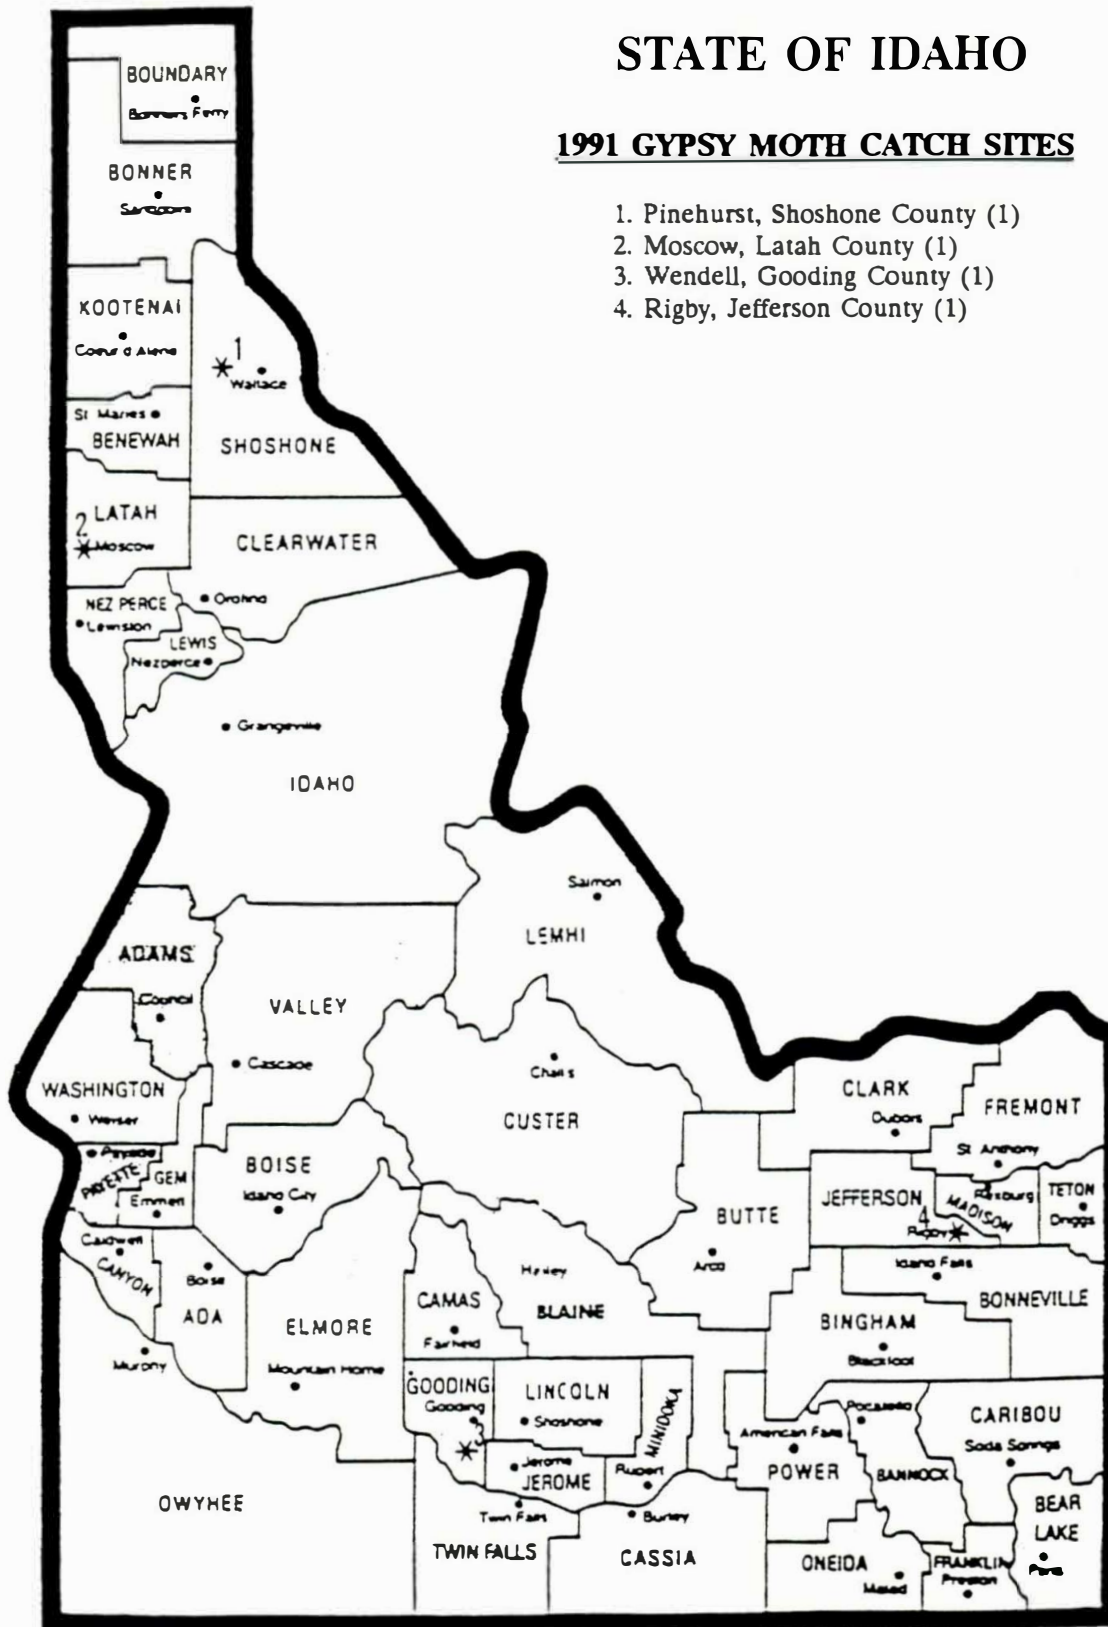 STATE OF IDAHO
1991 GYPSY MOTH CATCH SITES
1. Pinehurst, Shoshone County (1)
2. Moscow, Latah County (1)
3. Wendell, Gooding County (1)
4. Rigby, Jefferson County (1)
BOUNDARY
Bonners Ferry
BONNER
KOOTENAI
Coeur d Alene
1
Wallace
St Maries
BENEWAH
SHOSHONE
LATAH
2
Moscow
CLEARWATER
NEZ PERCE
Lewiston
Orofino
LEWIS
Nezperce
Grangeville
IDAHO
Salmon
LEMHI
ADAMS
Council
VALLEY
Cascade
Challis
CUSTER
WASHINGTON
Weiser
CLARK
Dubois
FREMONT
St Anthony
Payette
PAYETTE
GEM
Emmett
BOISE
Idaho City
BUTTE
Arco
JEFFERSON
4
Rigby
MADISON
Rexburg
TETON
Driggs
Caldwell
CANYON
Boise
ADA
ELMORE
Mountain Home
CAMAS
Fairfield
Hailey
BLAINE
Idaho Falls
BONNEVILLE
BINGHAM
Blackfoot
Murphy
GOODING
Gooding
3
LINCOLN
Shoshone
MINIDOKA
Rupert
Jerome
JEROME
American Falls
POWER
Pocatello
BANNOCK
CARIBOU
Soda Springs
OWYHEE
Twin Falls
TWIN FALLS
Burley
CASSIA
ONEIDA
Malad
FRANKLIN
Preston
BEAR
LAKE
Paris